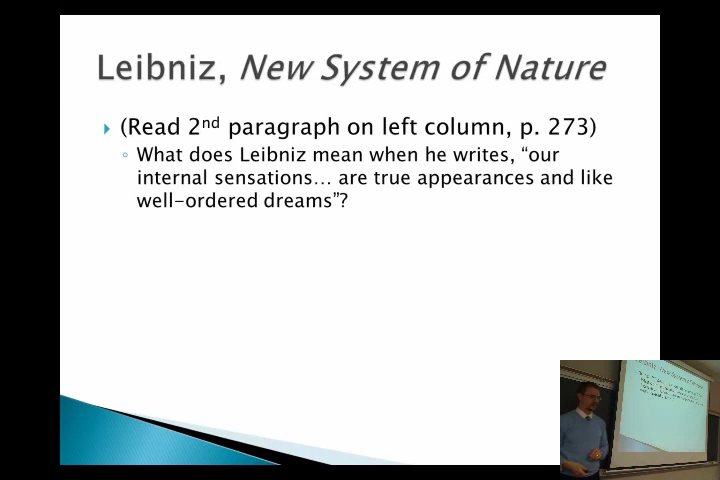 Leibniz, New System of Nature
(Read 2nd paragraph on left column, p. 273)
What does Leibniz mean when he writes, “our
internal sensations… are true appearances and like
well-ordered dreams”?